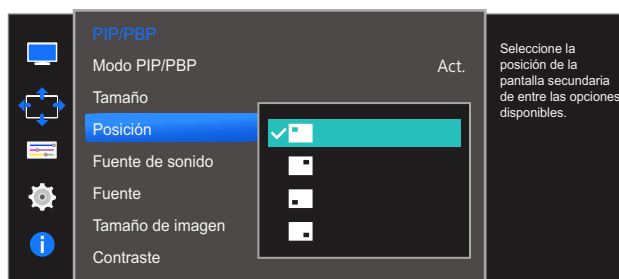 PIP/PBP
Modo PIP/PBP Act.
Tamaño
Posición
Fuente de sonido
Fuente
Tamaño de imagen
Contraste
Seleccione la
posición de la
pantalla secundaria
de entre las opciones
disponibles.